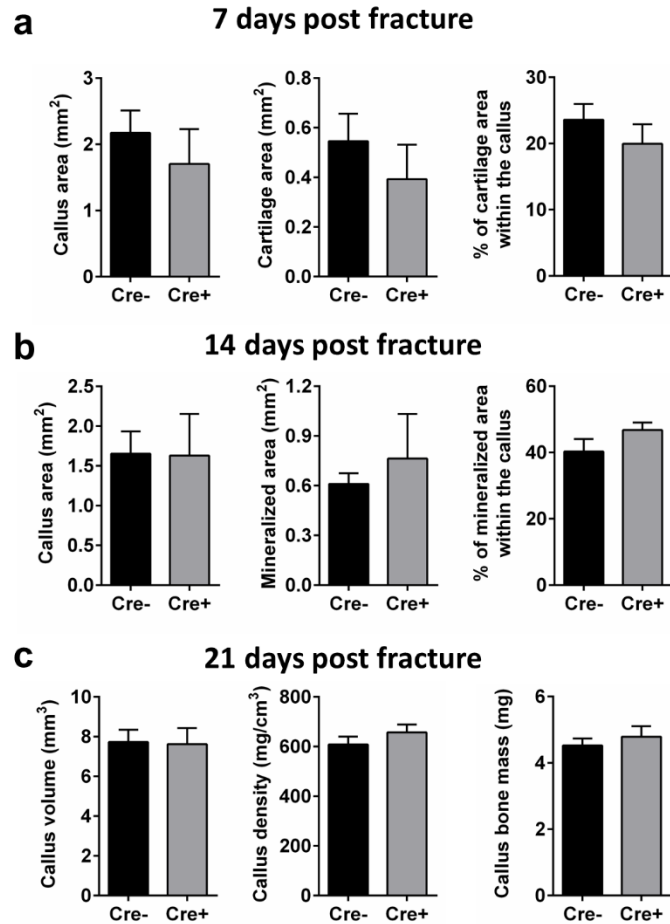 a
7 days post fracture
Callus area (mm²)
3
2
1
0
Cre- Cre+
Cartilage area (mm²)
0.8
0.6
0.4
0.2
0.0
Cre- Cre+
% of cartilage area
within the callus
30
20
10
0
Cre- Cre+
b
14 days post fracture
Callus area (mm²)
2.5
2.0
1.5
1.0
0.5
0.0
Cre- Cre+
Mineralized area (mm²)
1.2
0.9
0.6
0.3
0.0
Cre- Cre+
% of mineralized area
within the callus
60
40
20
0
Cre- Cre+
c
21 days post fracture
Callus volume (mm³)
10
8
6
4
2
0
Cre- Cre+
Callus density (mg/cm³)
800
600
400
200
0
Cre- Cre+
Callus bone mass (mg)
6
4
2
0
Cre- Cre+